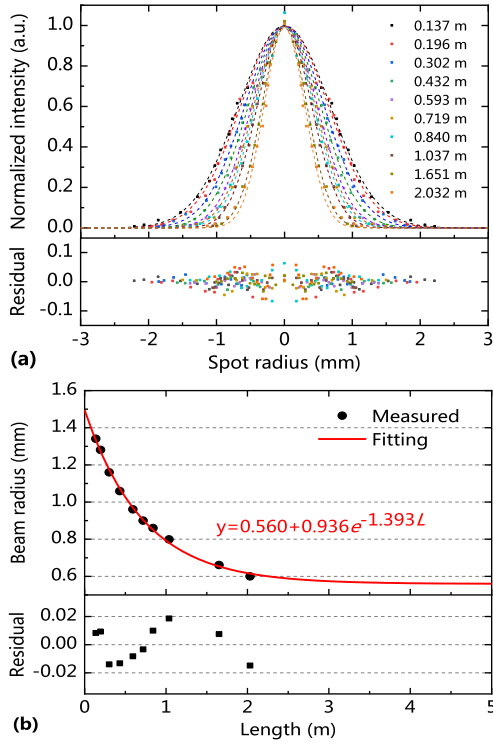 Normalized intensity (a.u.)
1.0
0.8
0.6
0.4
0.2
0.0
0.137 m
0.196 m
0.302 m
0.432 m
0.593 m
0.719 m
0.840 m
1.037 m
1.651 m
2.032 m
Residual
0.1
0.0
-0.1
-3 -2 -1 0 1 2 3
(a)
Spot radius (mm)
Beam radius (mm)
1.6
1.4
1.2
1.0
0.8
0.6
Measured
Fitting
y=0.560+0.936e-1.393L
Residual
0.02
0.00
-0.02
0 1 2 3 4 5
(b)
Length (m)